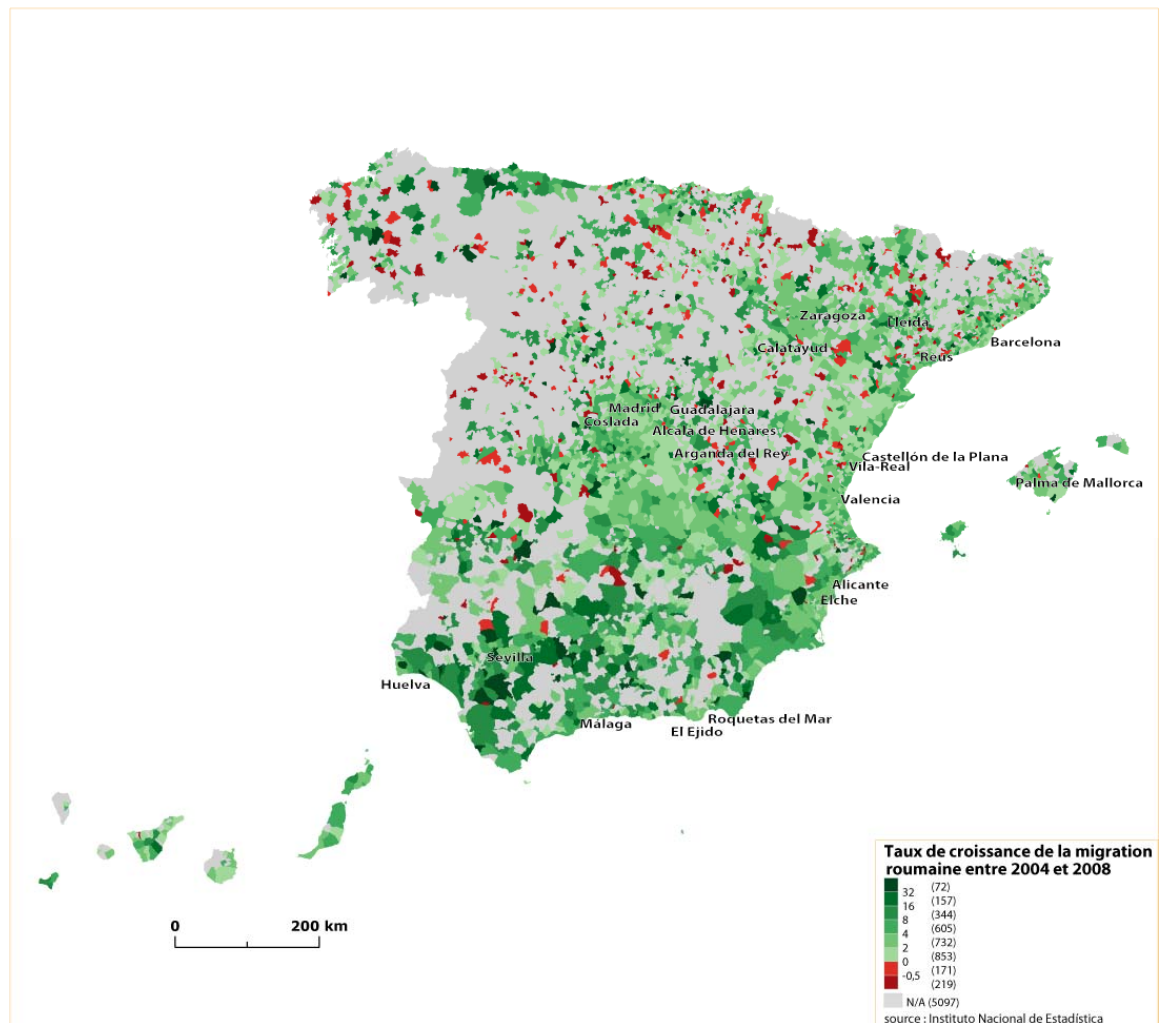 Zaragoza
Lleida
Barcelona
Calatayud
Reus
Madrid
Guadalajara
Coslada
Alcala de Henares
Arganda del Rey
Castellón de la Plana
Vila-Real
Palma de Mallorca
Valencia
Alicante
Elche
Sevilla
Huelva
Málaga
Roquetas del Mar
El Ejido
0 200 km
Taux de croissance de la migration
roumaine entre 2004 et 2008
(72)
32
(157)
16
(344)
8
(605)
4
(732)
2
(853)
0
(171)
-0,5
(219)
N/A (5097)
source : Instituto Nacional de Estadística